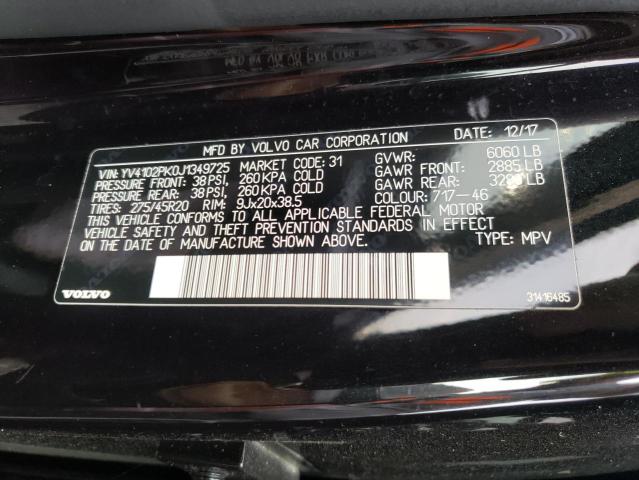 MFD BY VOLVO CAR CORPORATION DATE: 12/17
VIN: YV4102PK0J1349725 MARKET CODE: 31 GVWR: 6060 LB
PRESSURE FRONT: 38 PSI, 260 KPA COLD GAWR FRONT: 2885 LB
PRESSURE REAR: 38 PSI, 260 KPA COLD GAWR REAR: LB
TIRES: 275/45R20 RIM: 9Jx20x38.5 COLOUR: 717-46
THIS VEHICLE CONFORMS TO ALL APPLICABLE FEDERAL MOTOR
VEHICLE SAFETY AND THEFT PREVENTION STANDARDS IN EFFECT
ON THE DATE OF MANUFACTURE SHOWN ABOVE. TYPE: MPV
VOLVO 31416485